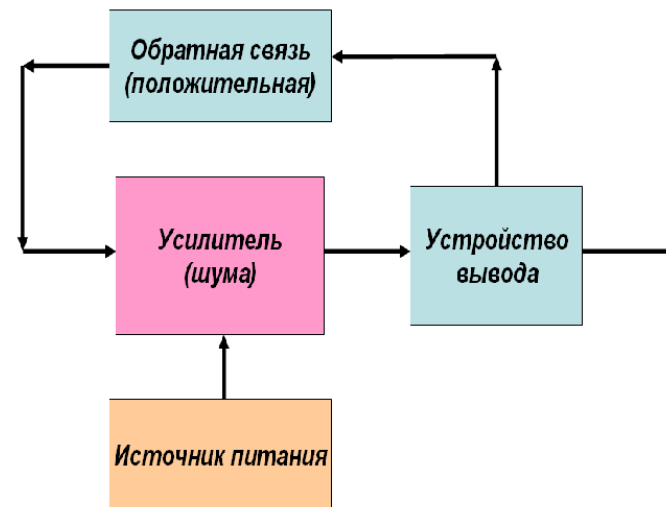 Обратная связь
(положительная)
Усилитель
(шума)
Устройство
вывода
Источник питания